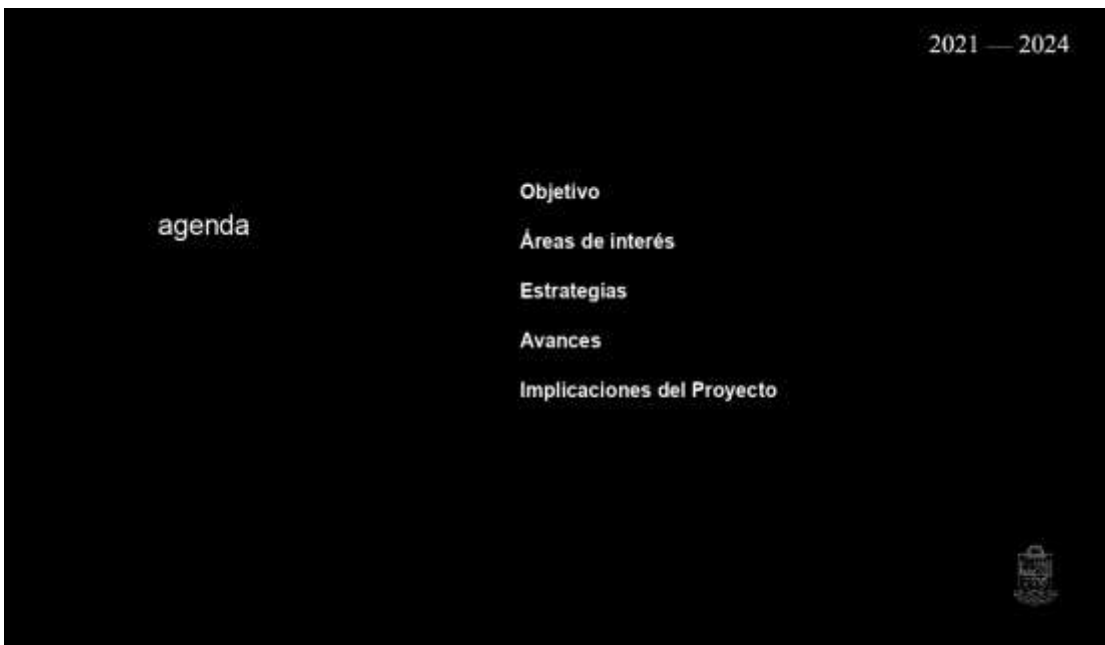 2021 — 2024
agenda
Objetivo
Áreas de interés
Estrategias
Avances
Implicaciones del Proyecto